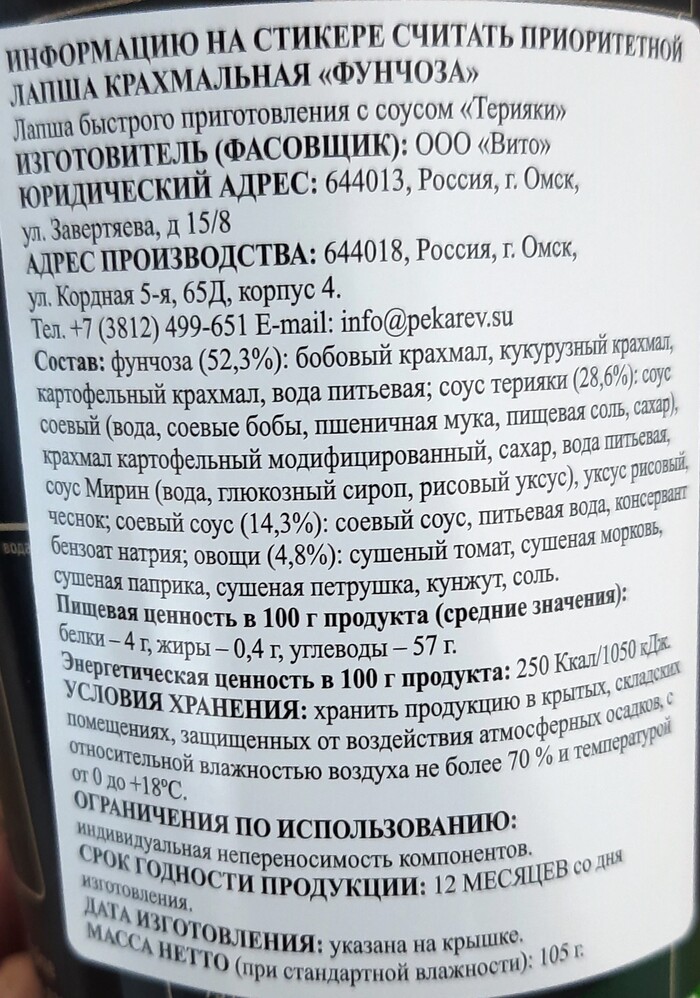 ИНФОРМАЦИЮ НА СТИКЕРЕ СЧИТАТЬ ПРИОРИТЕТНОЙ
ЛАПША КРАХМАЛЬНАЯ «ФУНЧОЗА»
Лапша быстрого приготовления с соусом «Терияки»
ИЗГОТОВИТЕЛЬ (ФАСОВЩИК): ООО «Вито»
ЮРИДИЧЕСКИЙ АДРЕС: 644013, Россия, г. Омск,
ул. Завертяева, д 15/8
АДРЕС ПРОИЗВОДСТВА: 644018, Россия, г. Омск,
ул. Кордная 5-я, 65Д, корпус 4.
Тел. +7 (3812) 499-651 E-mail: info@pekarev.su
Состав: фунчоза (52,3%): бобовый крахмал, кукурузный крахмал,
картофельный крахмал, вода питьевая; соус терияки (28,6%): соус
соевый (вода, соевые бобы, пшеничная мука, пищевая соль, сахар),
крахмал картофельный модифицированный, сахар, вода питьевая,
соус Мирин (вода, глюкозный сироп, рисовый уксус), уксус рисовый,
чеснок; соевый соус (14,3%): соевый соус, питьевая вода, консервант
бензоат натрия; овощи (4,8%): сушеный томат, сушеная морковь,
сушеная паприка, сушеная петрушка, кунжут, соль.
Пищевая ценность в 100 г продукта (средние значения):
белки – 4 г, жиры – 0,4 г, углеводы – 57 г.
Энергетическая ценность в 100 г продукта: 250 Ккал/1050 кДж.
УСЛОВИЯ ХРАНЕНИЯ: хранить продукцию в крытых, складских
помещениях, защищенных от воздействия атмосферных осадков, с
относительной влажностью воздуха не более 70 % и температурой
от 0 до +18°С.
ОГРАНИЧЕНИЯ ПО ИСПОЛЬЗОВАНИЮ:
индивидуальная непереносимость компонентов.
СРОК ГОДНОСТИ ПРОДУКЦИИ: 12 МЕСЯЦЕВ со дня
изготовления.
ДАТА ИЗГОТОВЛЕНИЯ: указана на крышке.
МАССА НЕТТО (при стандартной влажности): 105 г.
вода